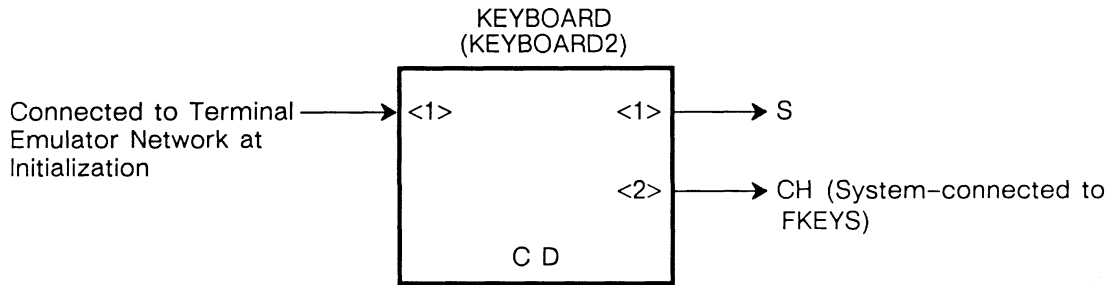 KEYBOARD
(KEYBOARD2)
Connected to Terminal
Emulator Network at
Initialization
<1>
<1>
S
<2>
CH (System-connected to
FKEYS)
C D